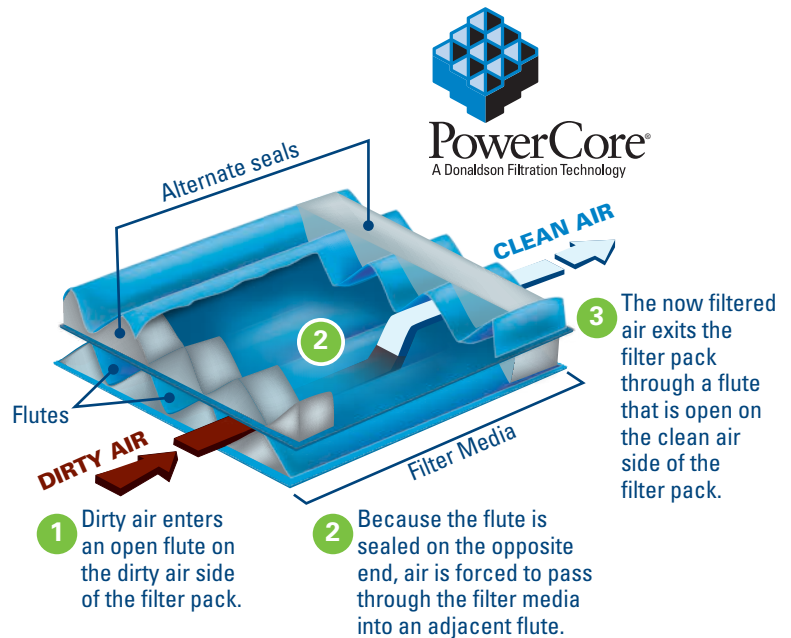 PowerCore®
A Donaldson Filtration Technology
Alternate seals
CLEAN AIR
2
Flutes
DIRTY AIR
Filter Media
1
Dirty air enters
an open flute on
the dirty air side
of the filter pack.
2
Because the flute is
sealed on the opposite
end, air is forced to pass
through the filter media
into an adjacent flute.
3
The now filtered
air exits the
filter pack
through a flute
that is open on
the clean air
side of the
filter pack.